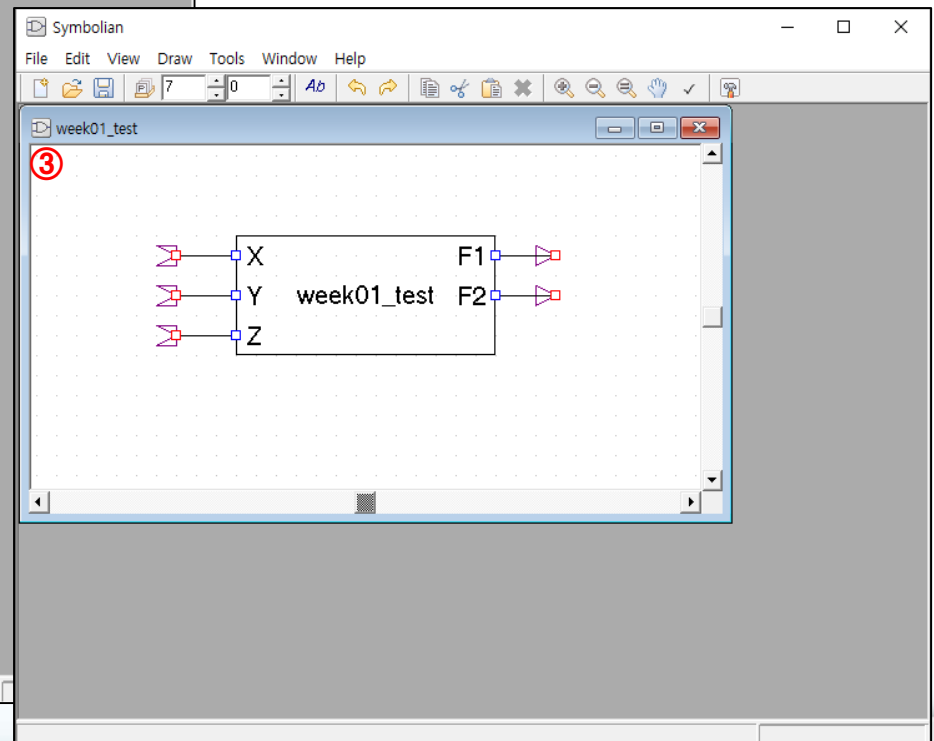 Symbolian
File Edit View Draw Tools Window Help
7 0 Ab
week01_test
③
X F1
Y week01_test F2
Z